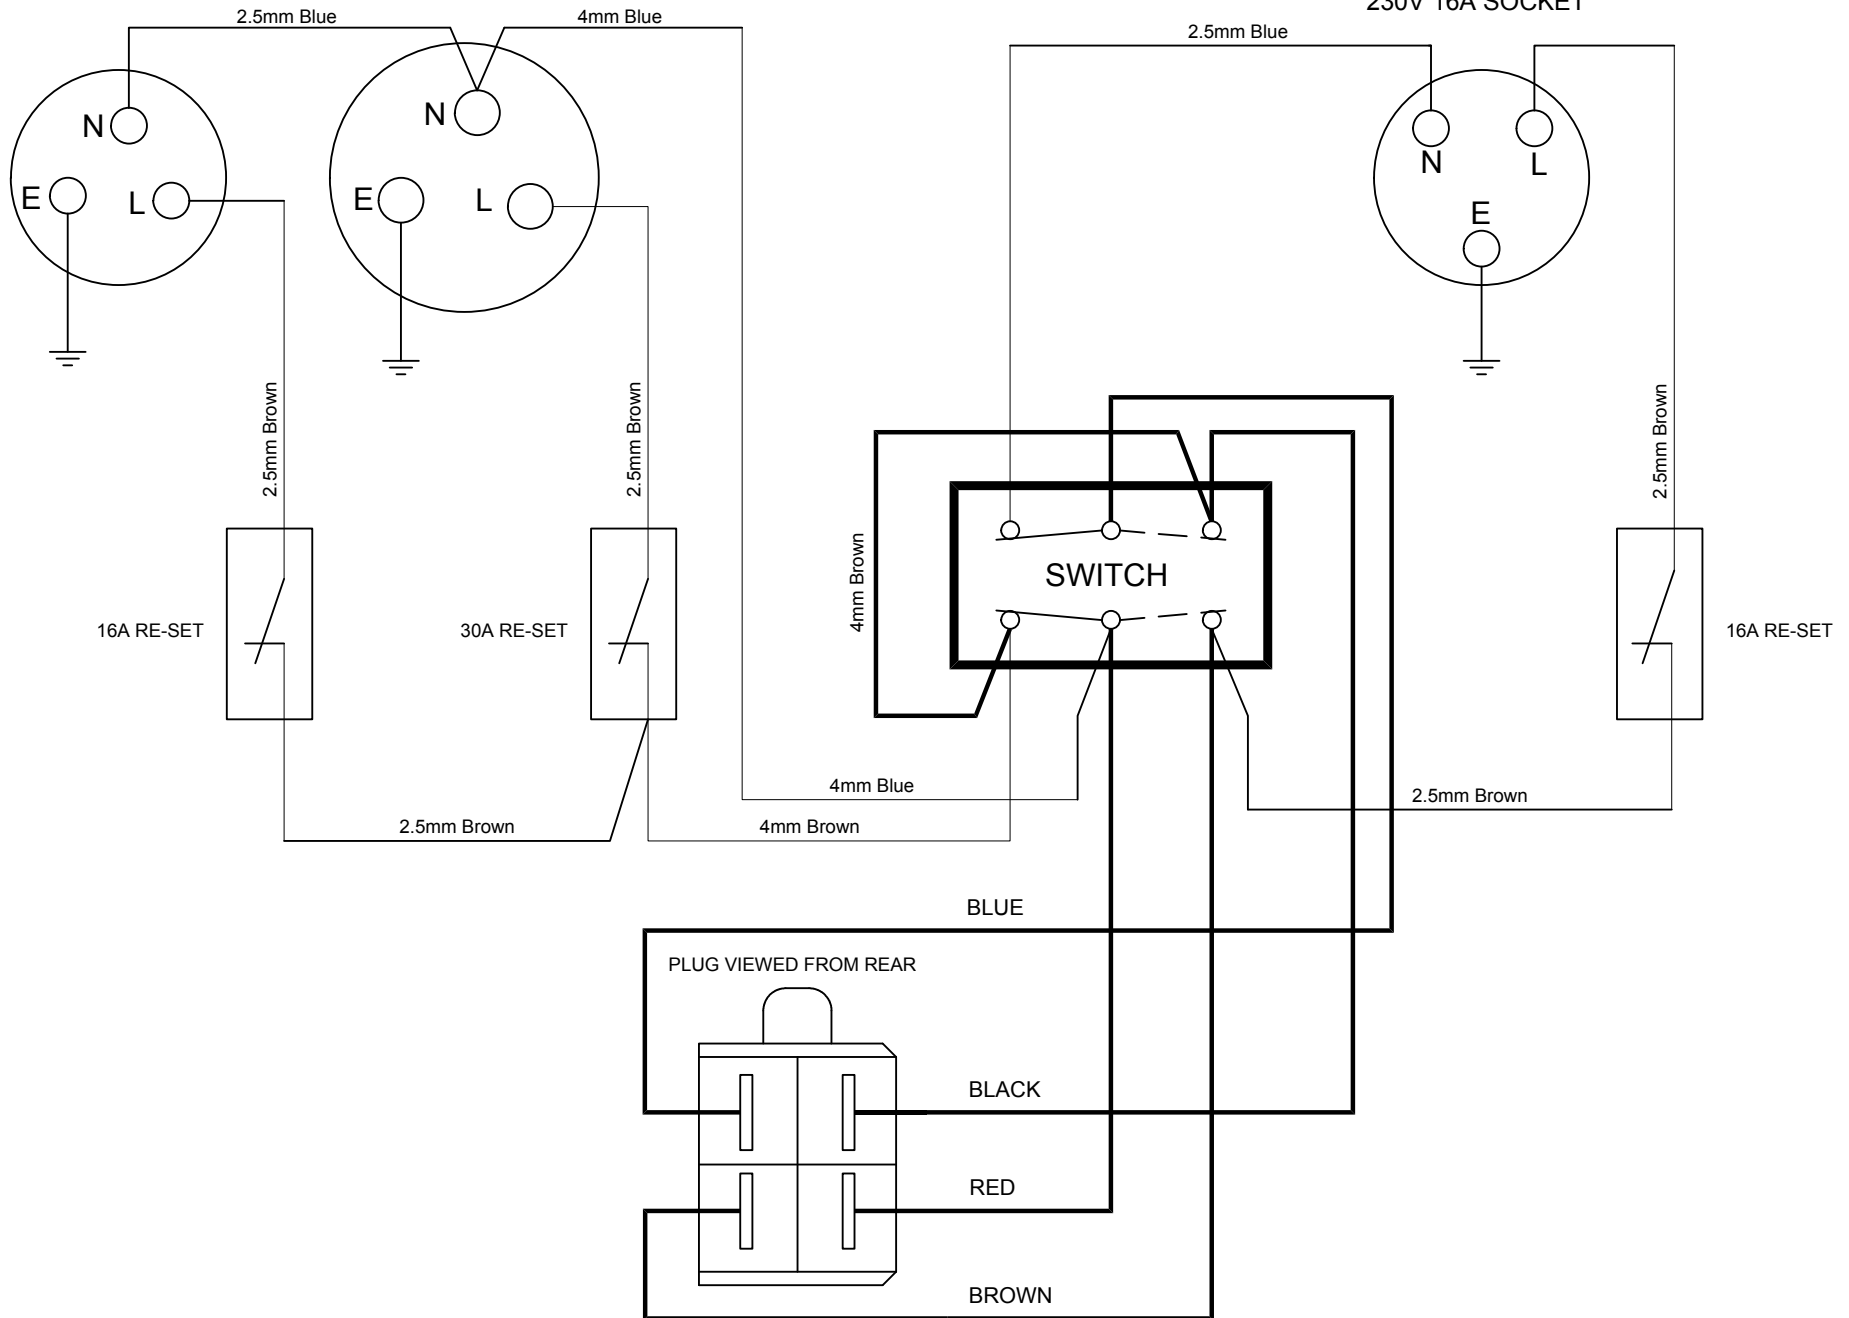 230V 16A SOCKET
2.5mm Blue
4mm Blue
2.5mm Blue
N
E
L
N
E
L
N
L
E
2.5mm Brown
2.5mm Brown
2.5mm Brown
4mm Brown
SWITCH
16A RE-SET
30A RE-SET
16A RE-SET
4mm Blue
2.5mm Brown
2.5mm Brown
4mm Brown
BLUE
PLUG VIEWED FROM REAR
BLACK
RED
BROWN